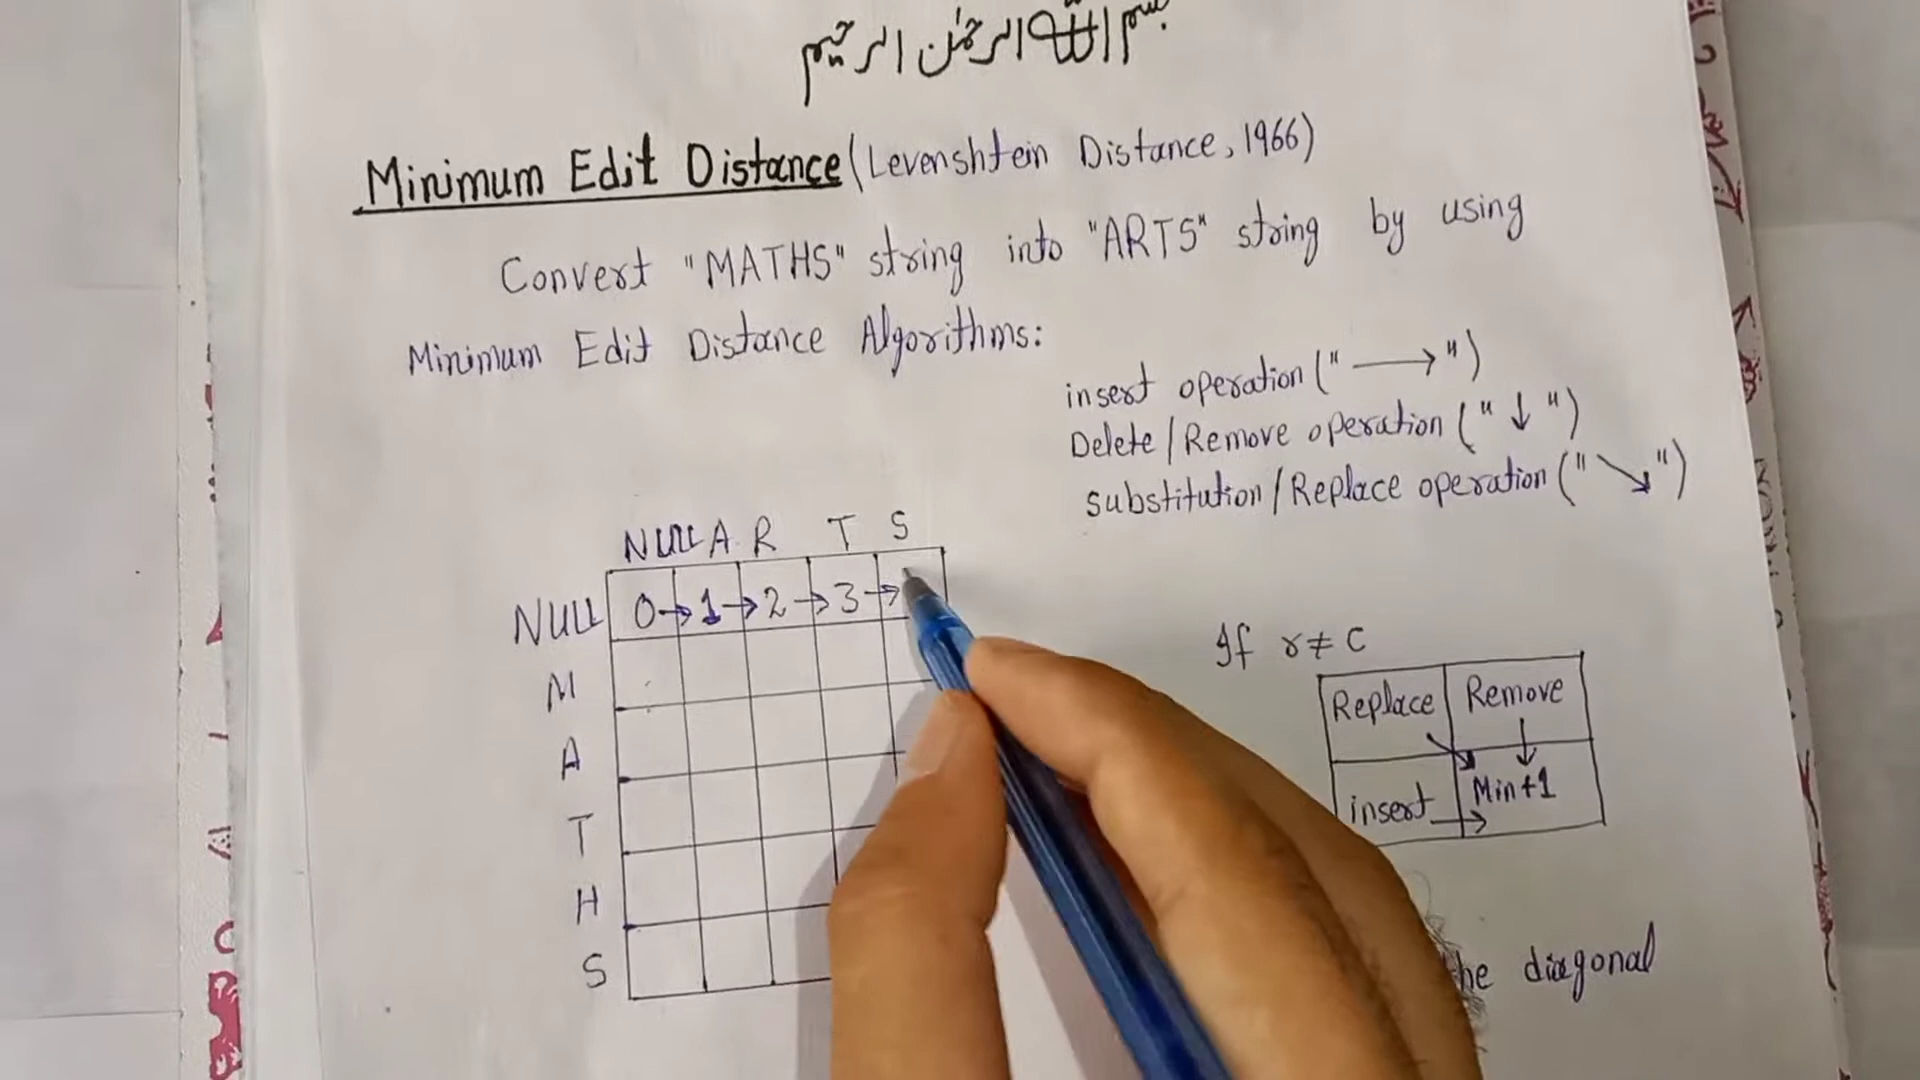 بسم الله الرحمٰن الرحیم
Minimum Edit Distance (Levenshtein Distance, 1966)
Convert "MATHS" string into "ARTS" string by using
Minimum Edit Distance Algorithms:
insert operation ("⟶")
Delete/Remove operation ("↓")
substitution/Replace operation ("↘")
NULL A R T S
NULL 0→1→2→3→
M
A
T
H
S
If r≠c
Replace Remove
insert → Min+1
the diagonal